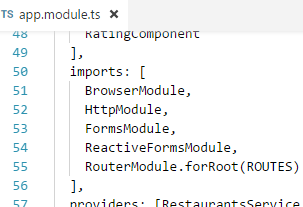 TS app.module.ts ×
48 RatingComponent
49 ],
50 imports: [
51 BrowserModule,
52 HttpModule,
53 FormsModule,
54 ReactiveFormsModule,
55 RouterModule.forRoot(ROUTES)
56 ],
57 providers: [RestaurantsService